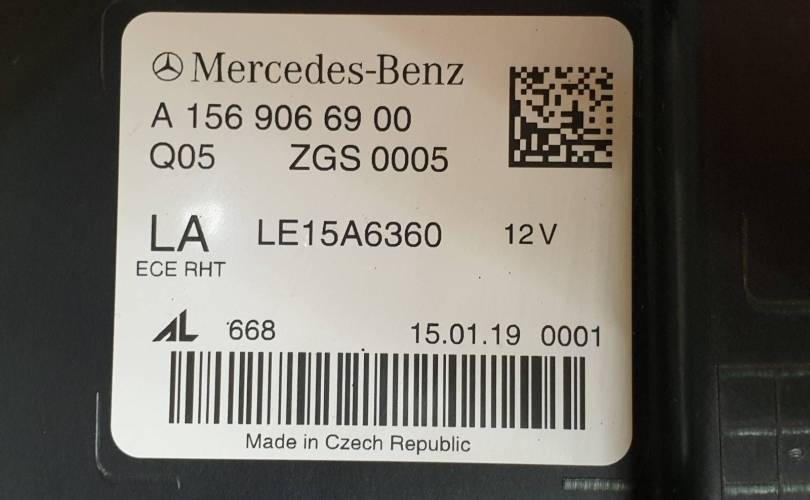 Mercedes-Benz
A 156 906 69 00
Q05 ZGS 0005
LA LE15A6360 12 V
ECE RHT
AL 668 15.01.19 0001
Made in Czech Republic